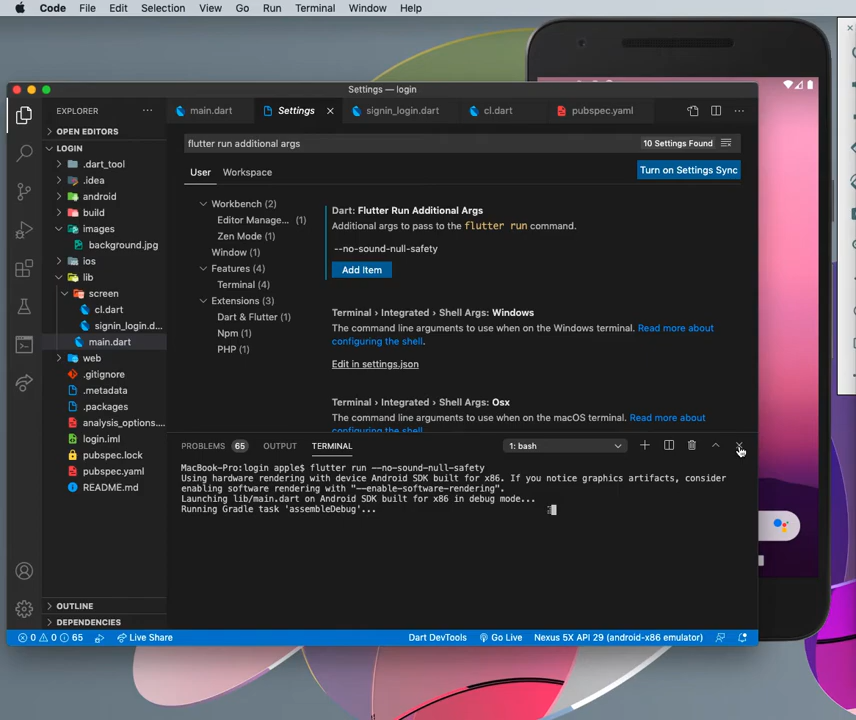 Code File Edit Selection View Go Run Terminal Window Help
Settings — login
EXPLORER
main.dart
Settings
signin_login.dart
cl.dart
pubspec.yaml
OPEN EDITORS
LOGIN
.dart_tool
.idea
android
build
images
background.jpg
ios
lib
screen
cl.dart
signin_login.d...
main.dart
web
.gitignore
.metadata
.packages
analysis_options....
login.iml
pubspec.lock
pubspec.yaml
README.md
OUTLINE
DEPENDENCIES
flutter run additional args
10 Settings Found
User Workspace
Turn on Settings Sync
Workbench (2)
Editor Manage... (1)
Zen Mode (1)
Window (1)
Features (4)
Terminal (4)
Extensions (3)
Dart & Flutter (1)
Npm (1)
PHP (1)
Dart: Flutter Run Additional Args
Additional args to pass to the flutter run command.
--no-sound-null-safety
Add Item
Terminal › Integrated › Shell Args: Windows
The command line arguments to use when on the Windows terminal. Read more about
configuring the shell.
Edit in settings.json
Terminal › Integrated › Shell Args: Osx
The command line arguments to use when on the macOS terminal. Read more about
configuring the shell.
PROBLEMS 65 OUTPUT TERMINAL 1: bash
MacBook-Pro:login apple$ flutter run --no-sound-null-safety
Using hardware rendering with device Android SDK built for x86. If you notice graphics artifacts, consider
enabling software rendering with "--enable-software-rendering".
Launching lib/main.dart on Android SDK built for x86 in debug mode...
Running Gradle task 'assembleDebug'...
0 0 65 Live Share Dart DevTools Go Live Nexus 5X API 29 (android-x86 emulator)